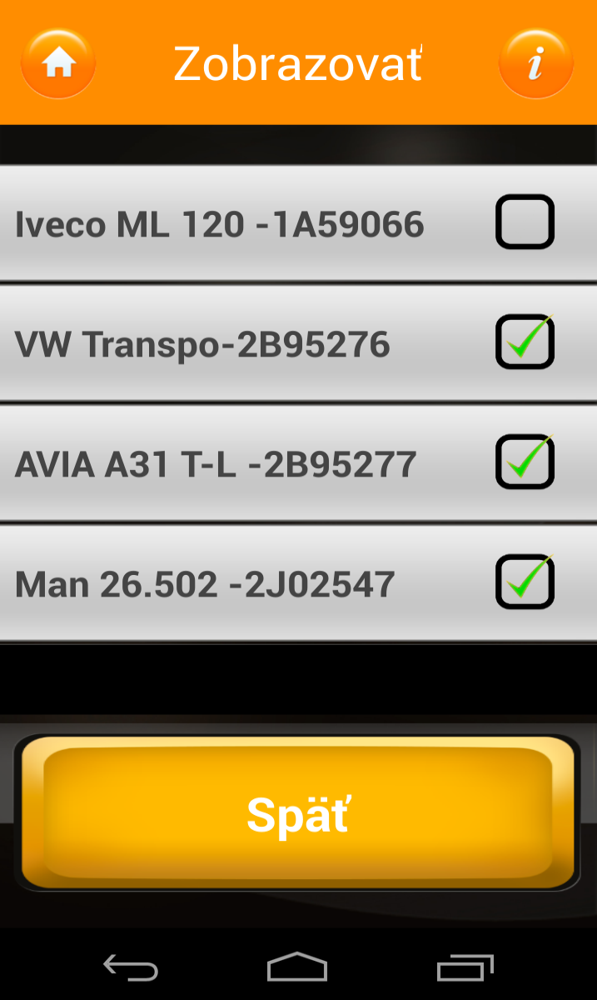 Zobrazovať
i
Iveco ML 120 -1A59066
VW Transpo-2B95276
AVIA A31 T-L -2B95277
Man 26.502 -2J02547
Späť